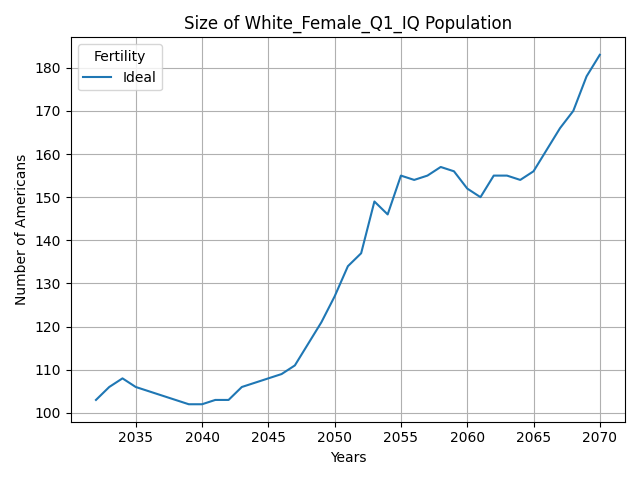 Size of White_Female_Q1_IQ Population
Fertility
Ideal
Number of Americans
180
170
160
150
140
130
120
110
100
2035 2040 2045 2050 2055 2060 2065 2070
Years